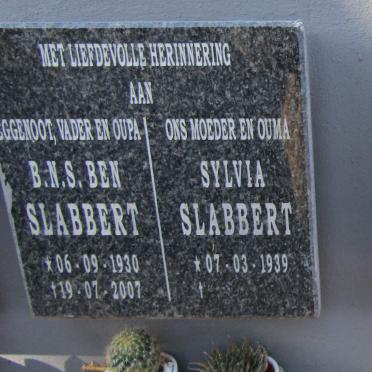 MET LIEFDEVOLLE HERINNERING
AAN
EGGENOOT, VADER EN OUPA
B.N.S. BEN
SLABBERT
* 06 - 09 - 1930
† 19 - 07 - 2007
ONS MOEDER EN OUMA
SYLVIA
SLABBERT
* 07 - 03 - 1939
†